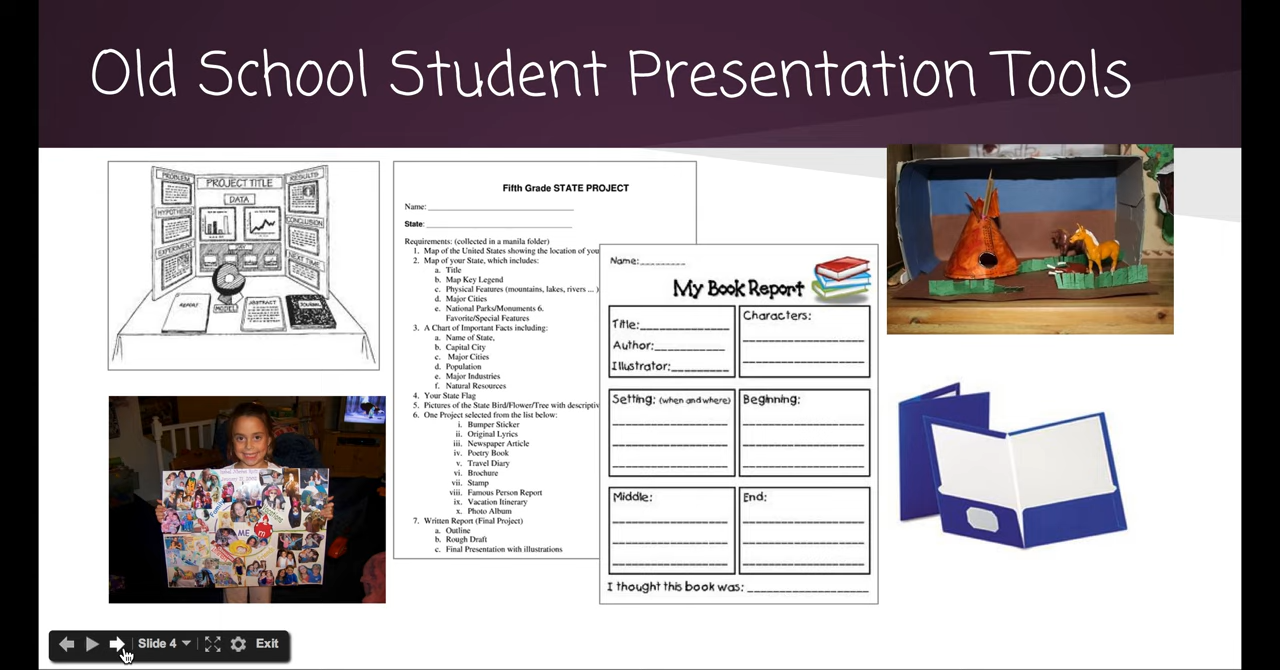 Old School Student Presentation Tools
PROBLEM
HYPOTHESIS
EXPERIMENT
PROJECT TITLE
DATA
RESULTS
CONCLUSION
NEXT TIME
REPORT
MODEL
ABSTRACT
JOURNAL
Fifth Grade STATE PROJECT
Name:
State:
Requirements: (collected in a manila folder)
1. Map of the United States showing the location of you
2. Map of your State, which includes:
a. Title
b. Map Key Legend
c. Physical Features (mountains, lakes, rivers ... )
d. Major Cities
e. National Parks/Monuments 6.
Favorite/Special Features
3. A Chart of Important Facts including:
a. Name of State,
b. Capital City
c. Major Cities
d. Population
e. Major Industries
f. Natural Resources
4. Your State Flag
5. Pictures of the State Bird/Flower/Tree with descriptiv
6. One Project selected from the list below:
i. Bumper Sticker
ii. Original Lyrics
iii. Newspaper Article
iv. Poetry Book
v. Travel Diary
vi. Brochure
vii. Stamp
viii. Famous Person Report
ix. Vacation Itinerary
x. Photo Album
7. Written Report (Final Project)
a. Outline
b. Rough Draft
c. Final Presentation with illustrations
Name:
My Book Report
Title:
Author:
Illustrator:
Characters:
Setting: (when and where)
Beginning:
Middle:
End:
I thought this book was:
ME
Slide 4
Exit